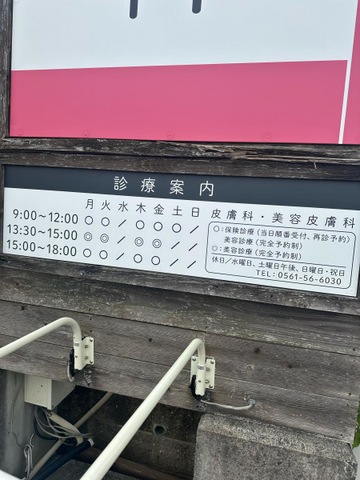 診療案内
月 火 水 木 金 土 日 皮膚科・美容皮膚科
9:00〜12:00 ○ ○ / ○ ○ ○ /
13:30〜15:00 ◎ ◎ / ◎ ◎ / /
15:00〜18:00 ○ ○ / ○ ○ / /
○:保険診療(当日順番受付、再診予約)
美容診療(完全予約制)
◎:美容診療(完全予約制)
休日/水曜日、土曜日午後、日曜日・祝日
TEL:0561-56-6030